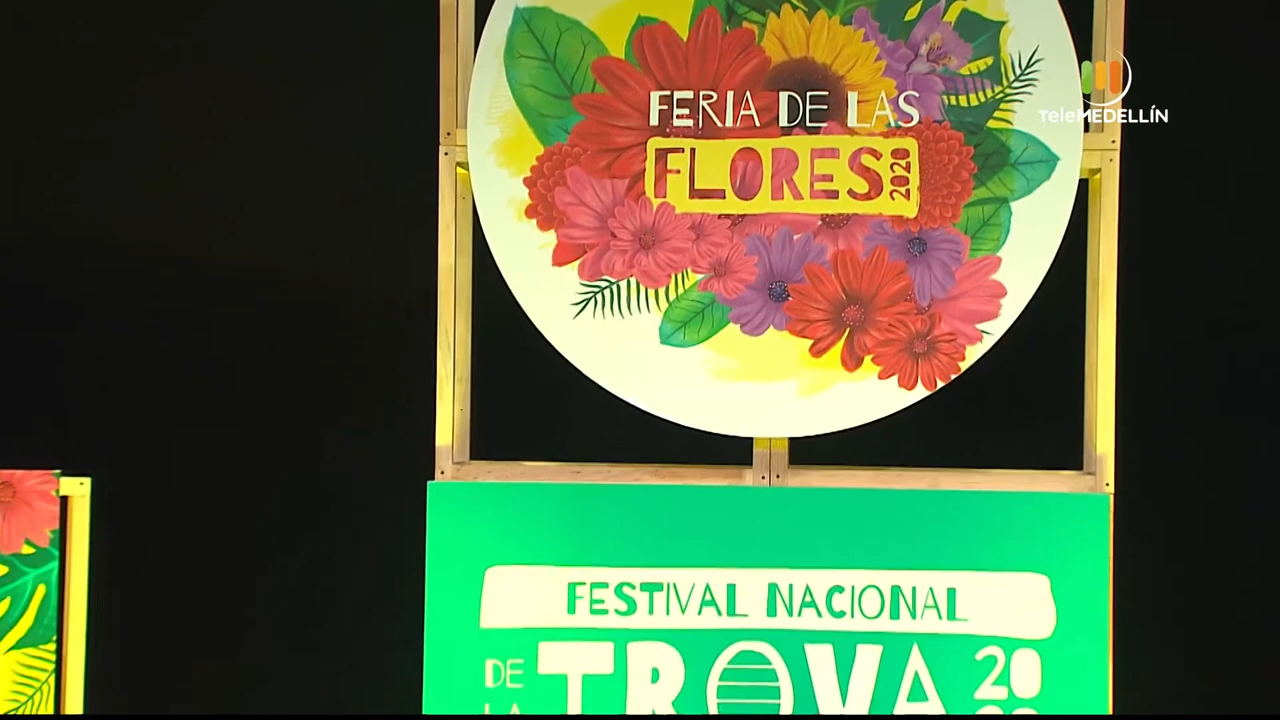 FERIA DE LAS
FLORES 2020
TeleMEDELLÍN
FESTIVAL NACIONAL
DE LA TROVA 20